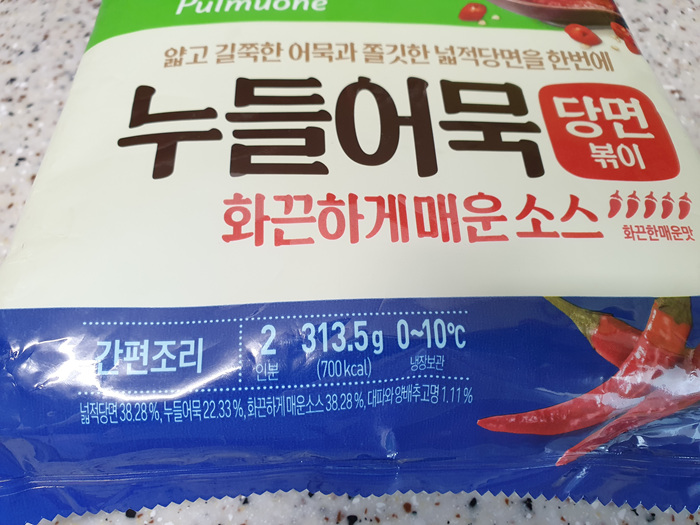 Pulmuone
얇고 길쭉한 어묵과 쫄깃한 넓적당면을 한번에
누들어묵
당면
볶이
화끈하게매운소스
화끈한매운맛
간편조리
2
인분
313.5g
(700kcal)
0~10℃
냉장보관
넓적당면 38.28 %, 누들어묵 22.33 %, 화끈하게 매운소스 38.28 %, 대파와 양배추고명 1.11 %